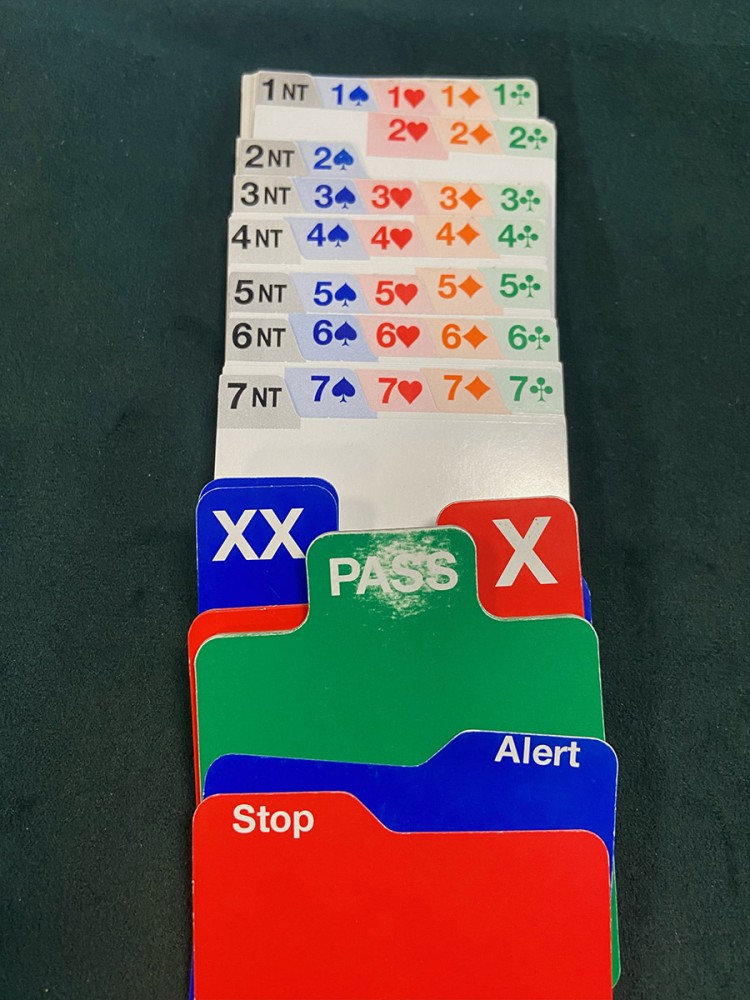 1NT 1♠ 1♥ 1♦ 1♣
2♥ 2♦ 2♣
2NT 2♠
3NT 3♠ 3♥ 3♦ 3♣
4NT 4♠ 4♥ 4♦ 4♣
5NT 5♠ 5♥ 5♦ 5♣
6NT 6♠ 6♥ 6♦ 6♣
7NT 7♠ 7♥ 7♦ 7♣
XX
X
PASS
Alert
Stop